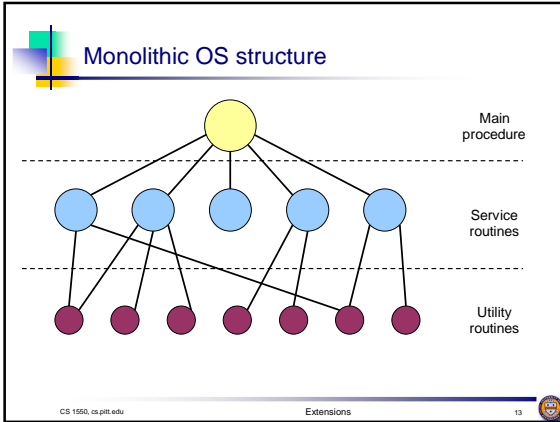 Monolithic OS structure
Main
procedure
Service
routines
Utility
routines
CS 1550, cs.pitt.edu
Extensions
13